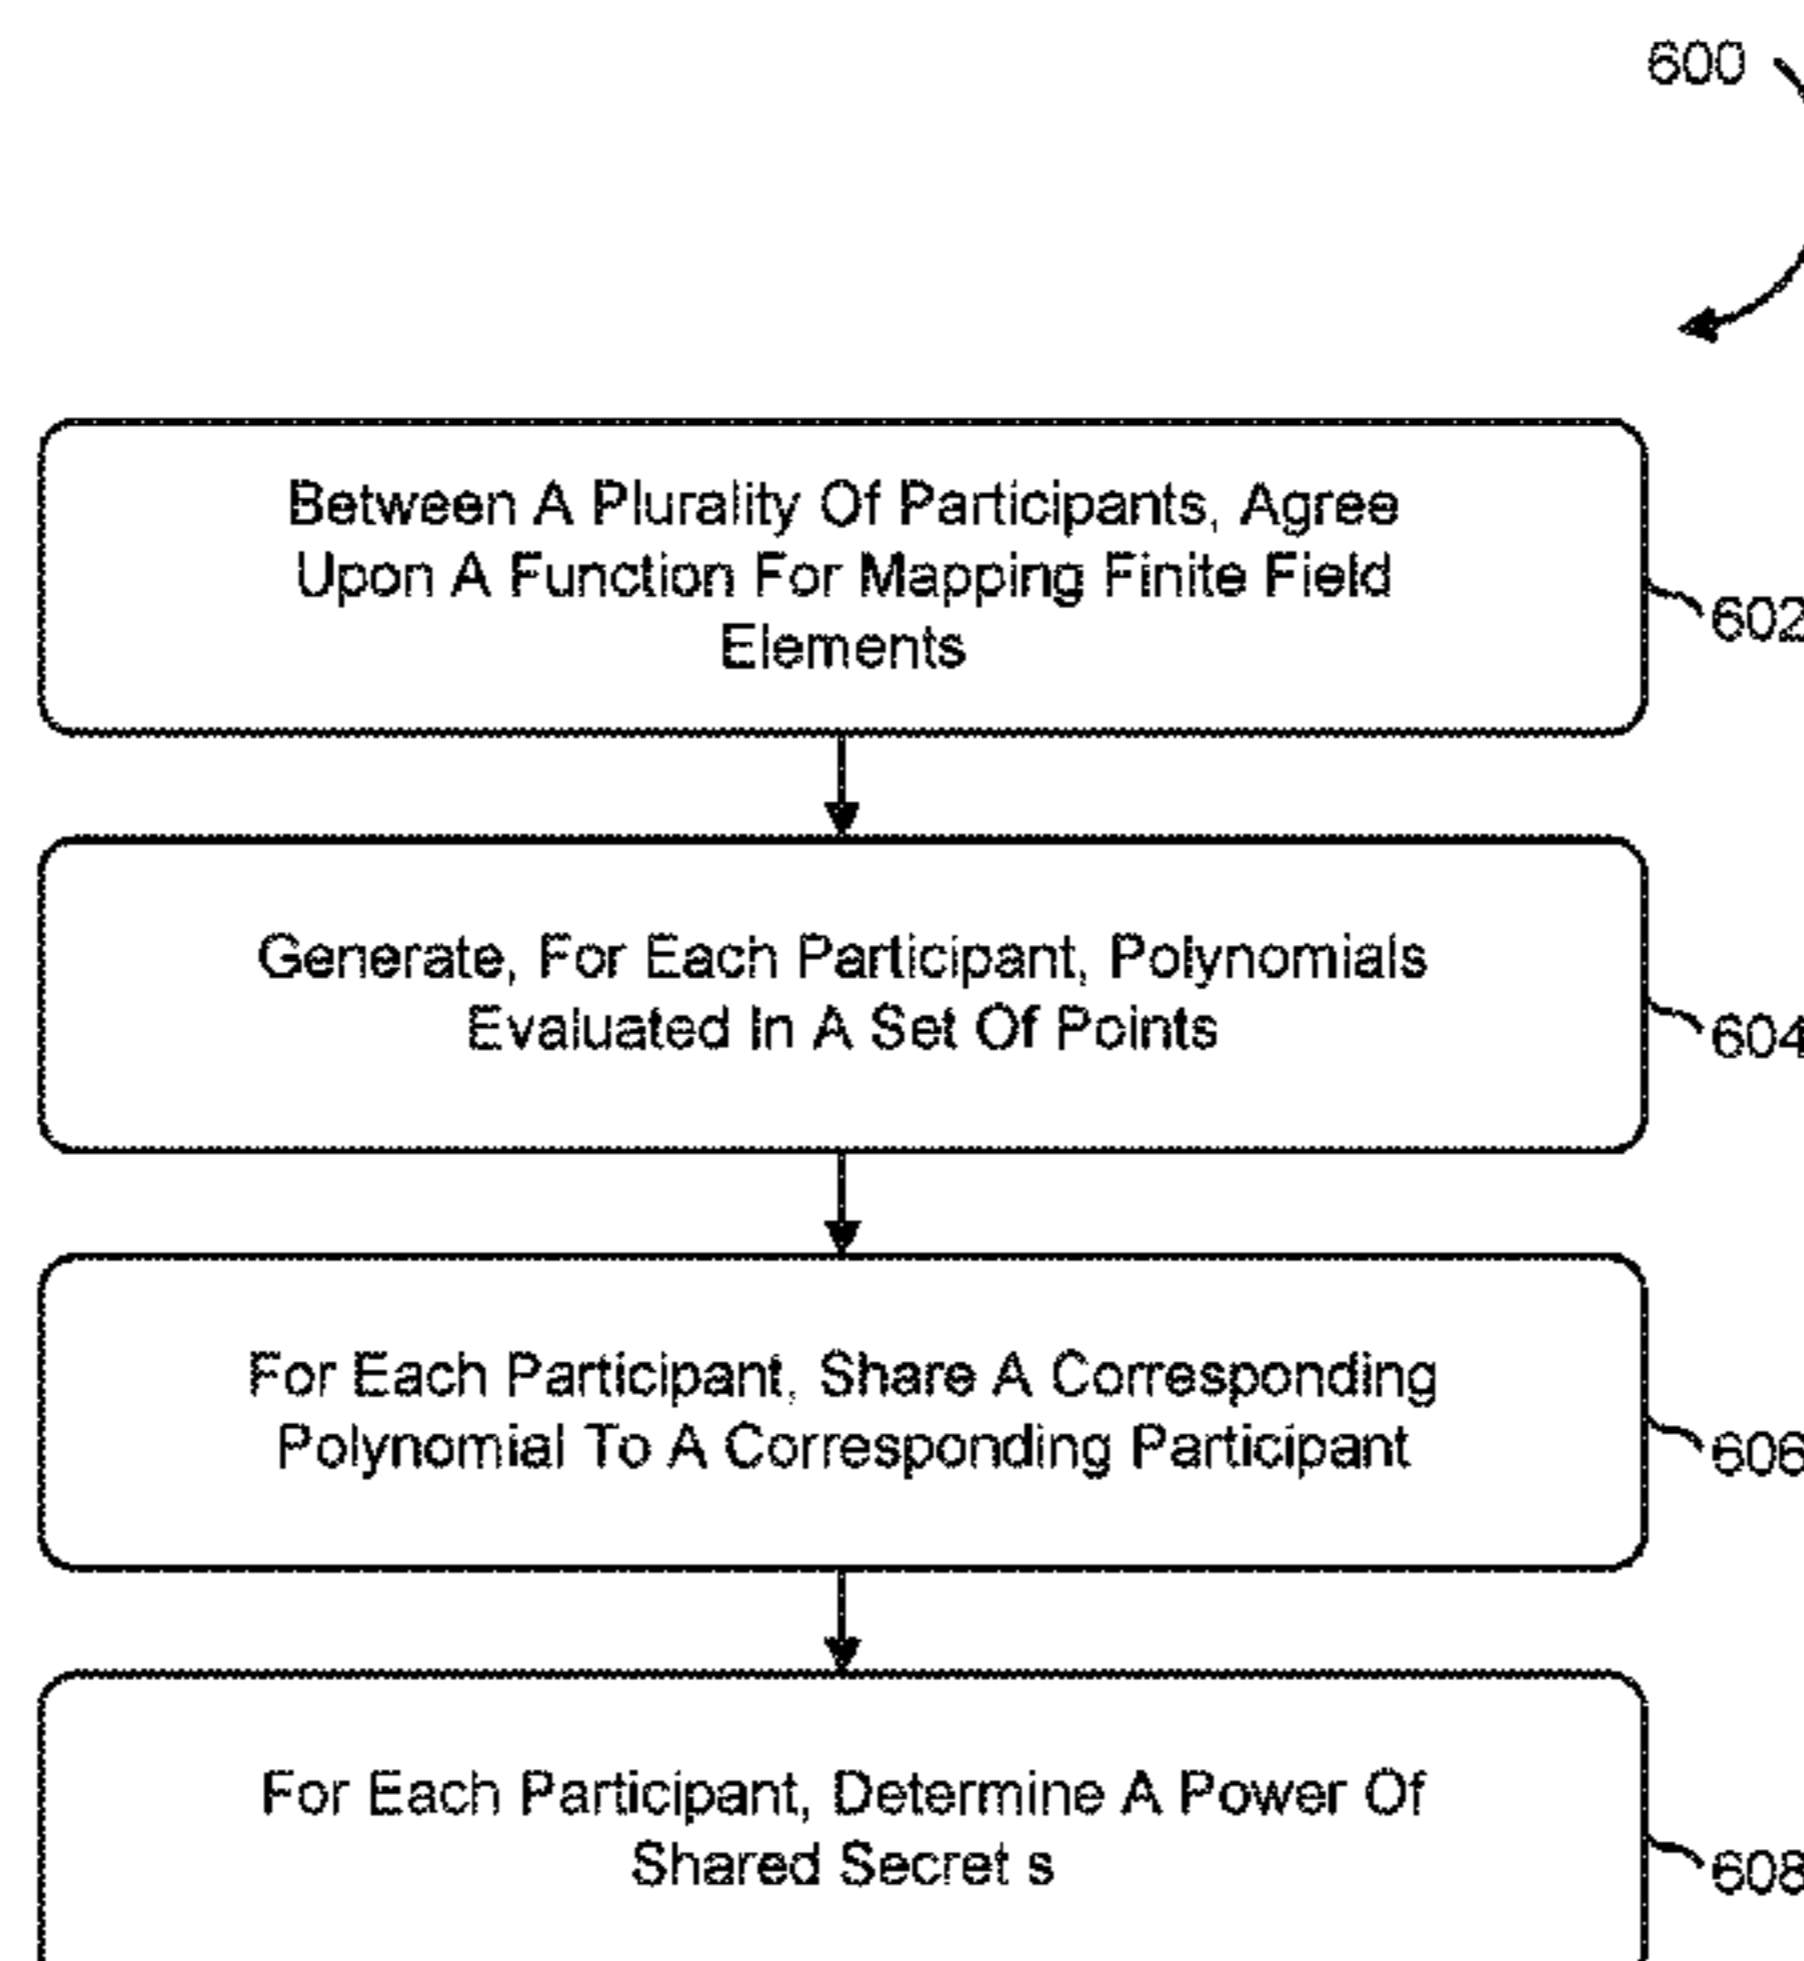 600
Between A Plurality Of Participants, Agree
Upon A Function For Mapping Finite Field
Elements
602
Generate, For Each Participant, Polynomials
Evaluated In A Set Of Points
604
For Each Participant, Share A Corresponding
Polynomial To A Corresponding Participant
606
For Each Participant, Determine A Power Of
Shared Secret s
608